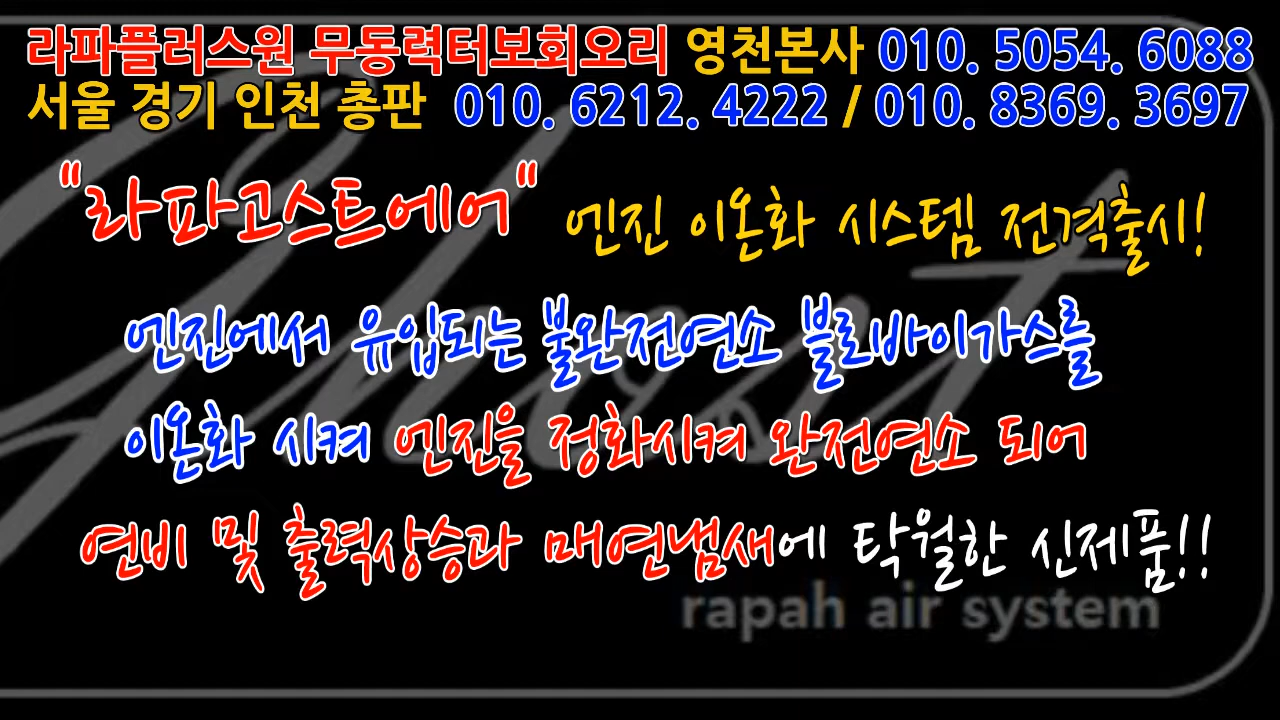 라파플러스원 무동력터보회오리 영천본사 010. 5054. 6088
서울 경기 인천 총판 010. 6212. 4222 / 010. 8369. 3697
"라파고스트에어" 엔진 이온화 시스템 전격출시!
엔진에서 유입되는 불완전연소 블로바이가스를
이온화 시켜 엔진을 정화시켜 완전연소 되어
연비 및 출력상승과 매연냄새에 탁월한 신제품!!
Ghost
rapah air system